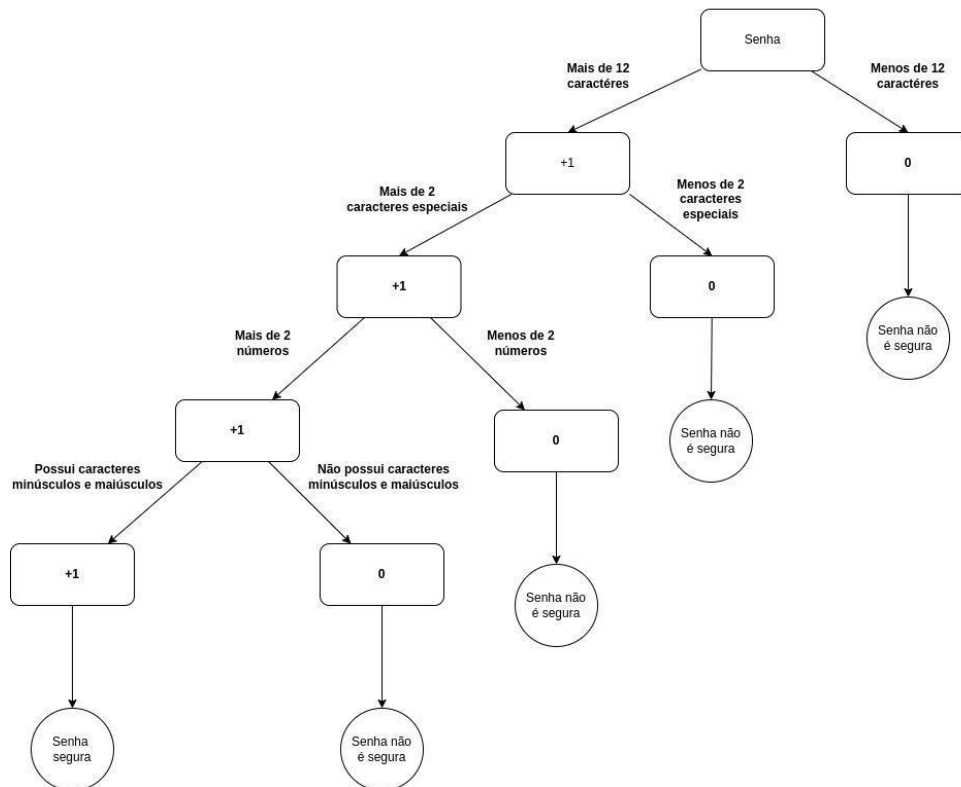 Senha
Mais de 12
caractéres
Menos de 12
caractéres
+1
0
Mais de 2
caracteres especiais
Menos de 2
caracteres
especiais
+1
0
Senha não
é segura
Mais de 2
números
Menos de 2
números
+1
0
Senha não
é segura
Possui caracteres
minúsculos e maiúsculos
Não possui caracteres
minúsculos e maiúsculos
+1
0
Senha não
é segura
Senha
segura
Senha não
é segura